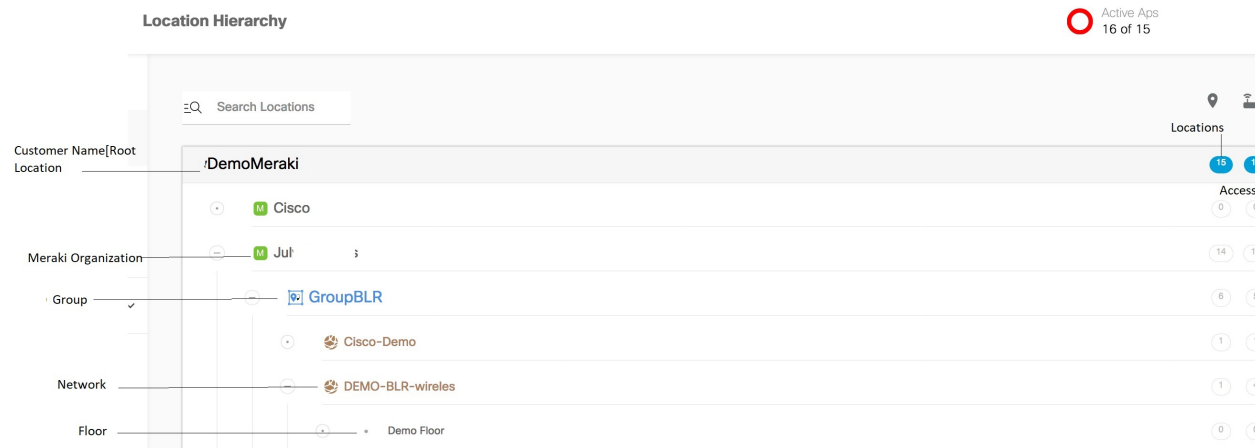 Location Hierarchy
Active Aps
16 of 15
Search Locations
Locations
Customer Name[Root
Location
DemoMeraki
15
Access
M Cisco
0
Meraki Organization
M
14
Group
GroupBLR
6
Cisco-Demo
1
Network
DEMO-BLR-wireles
1
Floor
Demo Floor
0